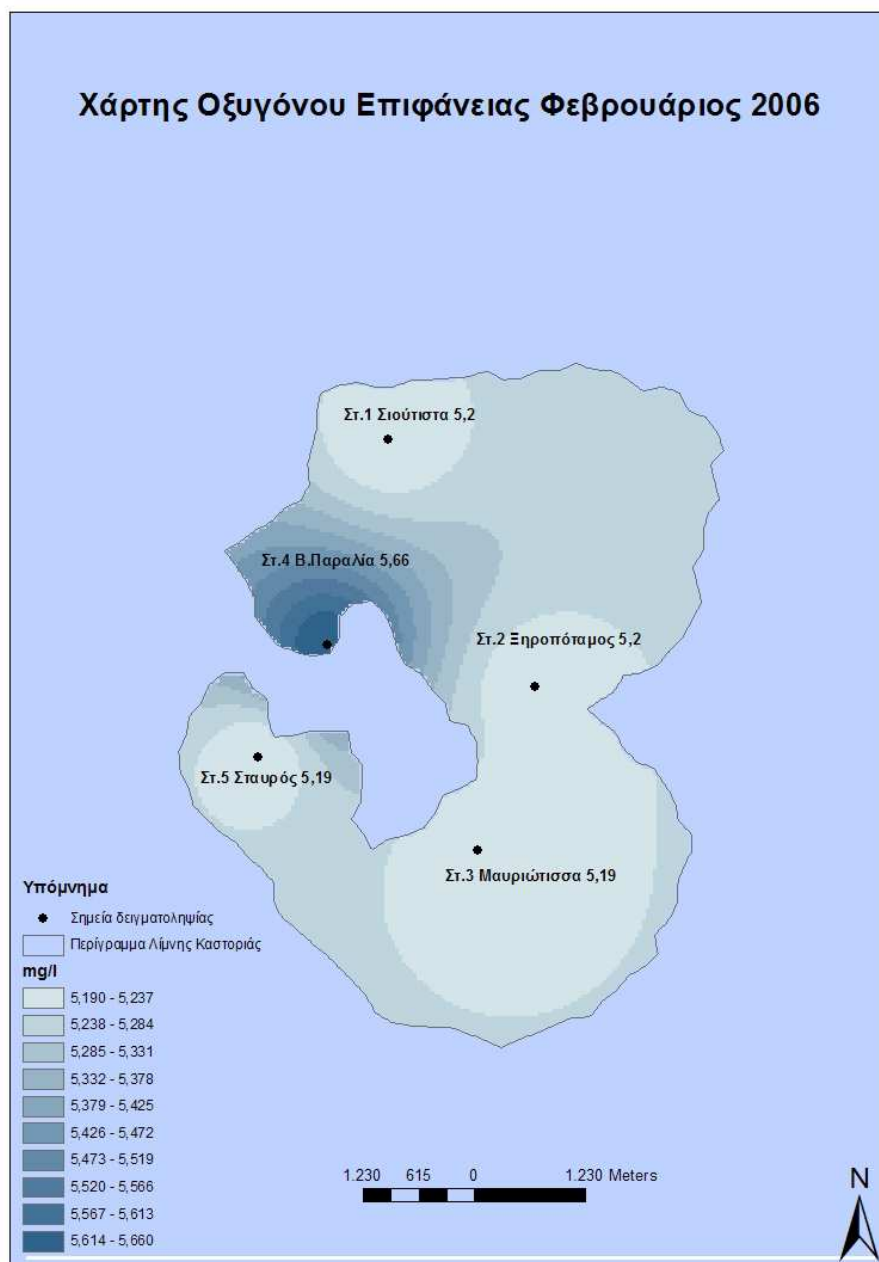 Χάρτης Οξυγόνου Επιφάνειας Φεβρουάριος 2006
Στ.1 Σιούτιστα 5,2
Στ.4 Β.Παραλία 5,66
Στ.2 Ξηροπόταμος 5,2
Στ.5 Σταυρός 5,19
Στ.3 Μαυριώτισσα 5,19
Υπόμνημα
Σημεία δειγματοληψίας
Περίγραμμα Λίμνης Καστοριάς
mg/l
5,190 - 5,237
5,238 - 5,284
5,285 - 5,331
5,332 - 5,378
5,379 - 5,425
5,426 - 5,472
5,473 - 5,519
5,520 - 5,566
5,567 - 5,613
5,614 - 5,660
1.230 615 0 1.230 Meters
N